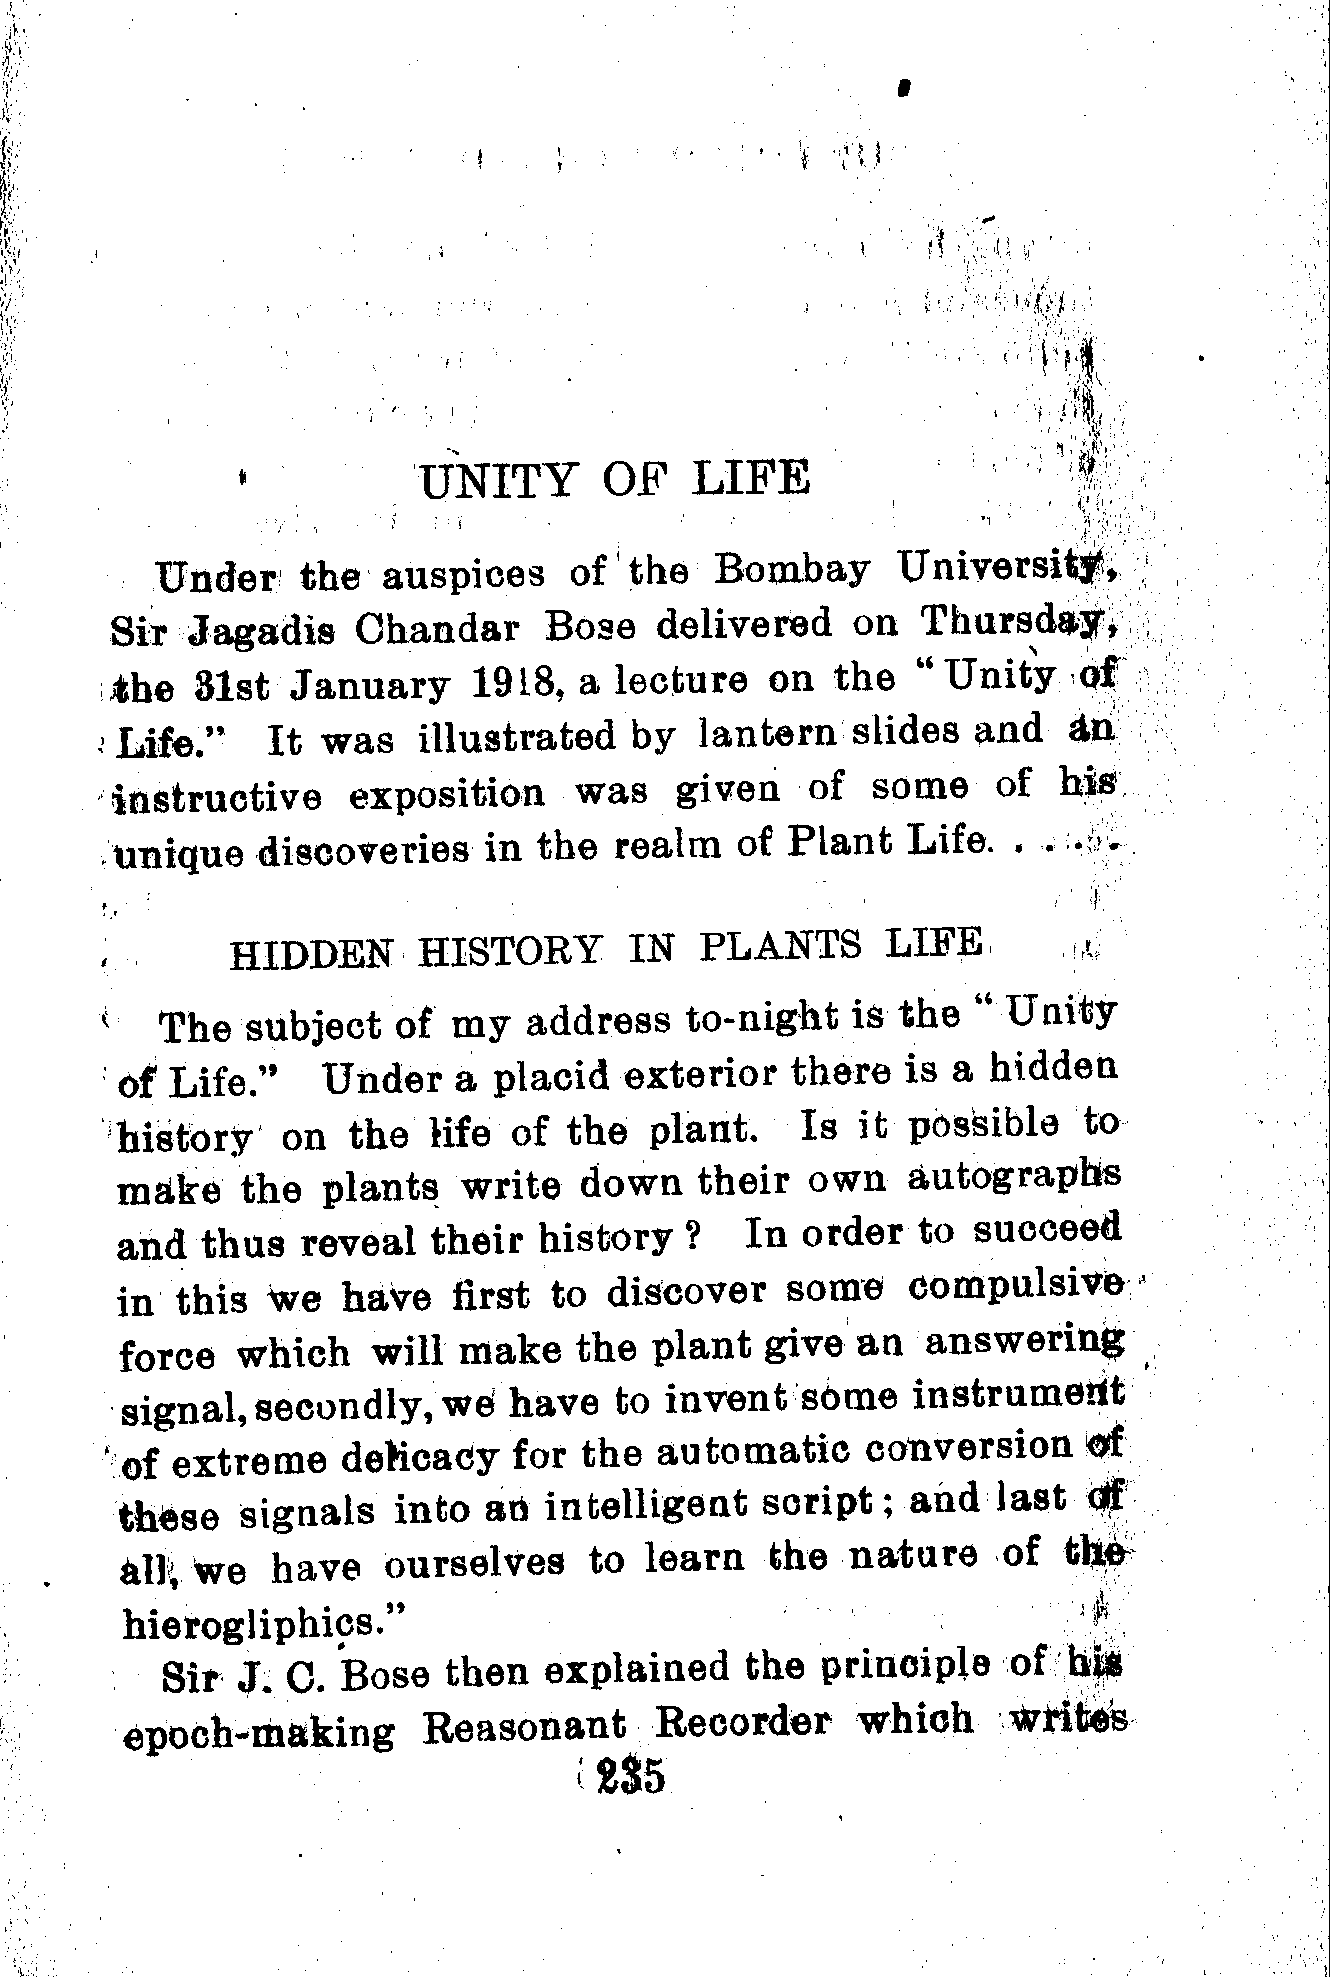 UNITY OF LIFE
Under the auspices of the Bombay University,
Sir Jagadis Chandar Bose delivered on Thursday,
the 31st January 1918, a lecture on the “Unity of
Life.” It was illustrated by lantern slides and an
instructive exposition was given of some of his
unique discoveries in the realm of Plant Life. . . . .
HIDDEN HISTORY IN PLANTS LIFE
The subject of my address to-night is the “Unity
of Life.” Under a placid exterior there is a hidden
history on the life of the plant. Is it possible to
make the plants write down their own autographs
and thus reveal their history? In order to succeed
in this we have first to discover some compulsive
force which will make the plant give an answering
signal, secondly, we have to invent some instrument
of extreme delicacy for the automatic conversion of
these signals into an intelligent script; and last of
all, we have ourselves to learn the nature of the
hierogliphics.”
Sir J. C. Bose then explained the principle of his
epoch-making Reasonant Recorder which writes
235